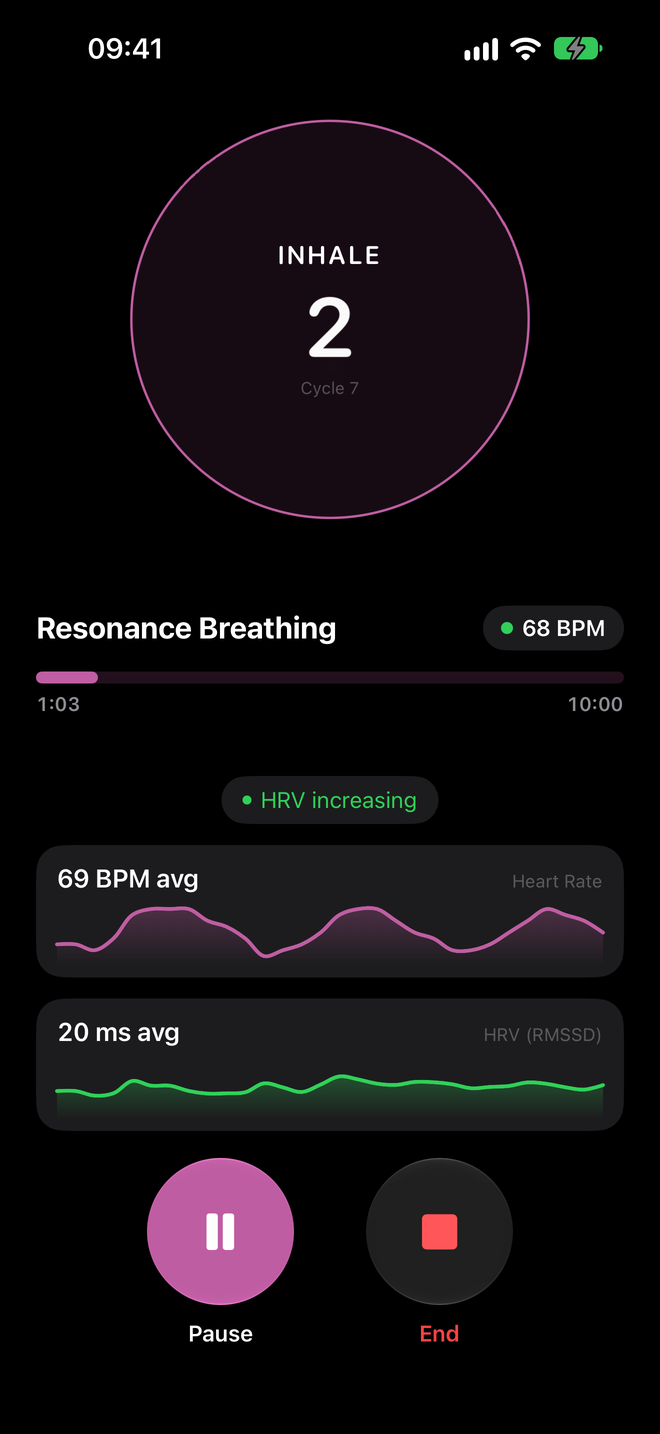 09:41
INHALE
2
Cycle 7
Resonance Breathing
68 BPM
1:03
10:00
HRV increasing
69 BPM avg
Heart Rate
20 ms avg
HRV (RMSSD)
Pause
End